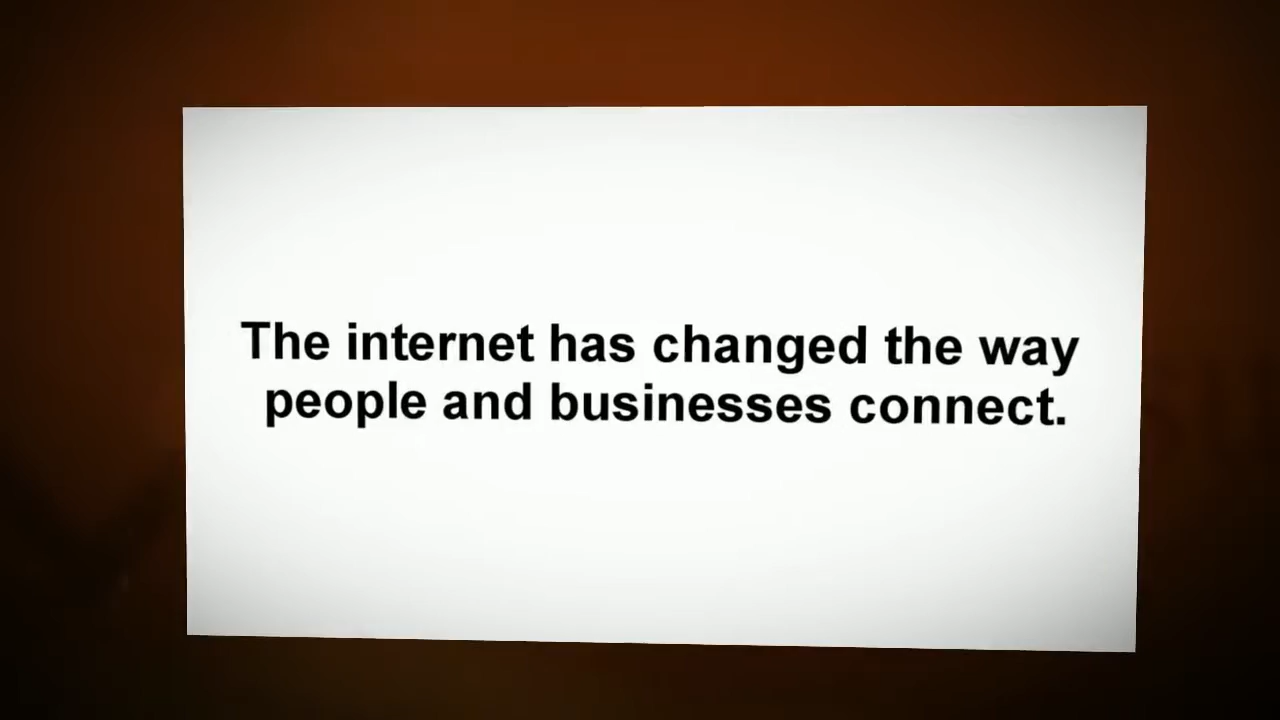 The internet has changed the way
people and businesses connect.